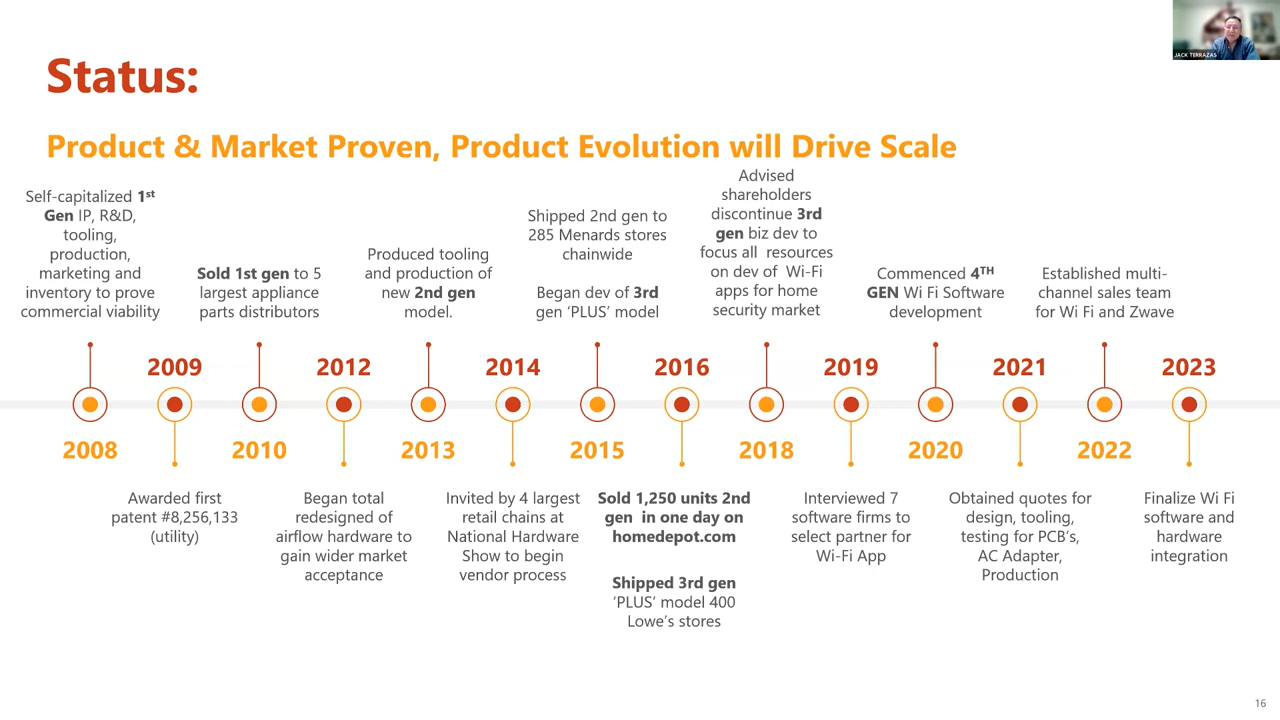 JACK TERRAZAS
Status:
Product & Market Proven, Product Evolution will Drive Scale
Self-capitalized 1st
Gen IP, R&D,
tooling,
production,
marketing and
inventory to prove
commercial viability
2008
2009
Awarded first
patent #8,256,133
(utility)
Sold 1st gen to 5
largest appliance
parts distributors
2010
2012
Began total
redesigned of
airflow hardware to
gain wider market
acceptance
Produced tooling
and production of
new 2nd gen
model.
2013
2014
Invited by 4 largest
retail chains at
National Hardware
Show to begin
vendor process
Shipped 2nd gen to
285 Menards stores
chainwide
Began dev of 3rd
gen ‘PLUS’ model
2015
2016
Sold 1,250 units 2nd
gen in one day on
homedepot.com
Shipped 3rd gen
‘PLUS’ model 400
Lowe’s stores
Advised
shareholders
discontinue 3rd
gen biz dev to
focus all resources
on dev of Wi-Fi
apps for home
security market
2018
2019
Interviewed 7
software firms to
select partner for
Wi-Fi App
Commenced 4TH
GEN Wi Fi Software
development
2020
2021
Obtained quotes for
design, tooling,
testing for PCB’s,
AC Adapter,
Production
Established multi-
channel sales team
for Wi Fi and Zwave
2022
2023
Finalize Wi Fi
software and
hardware
integration
16